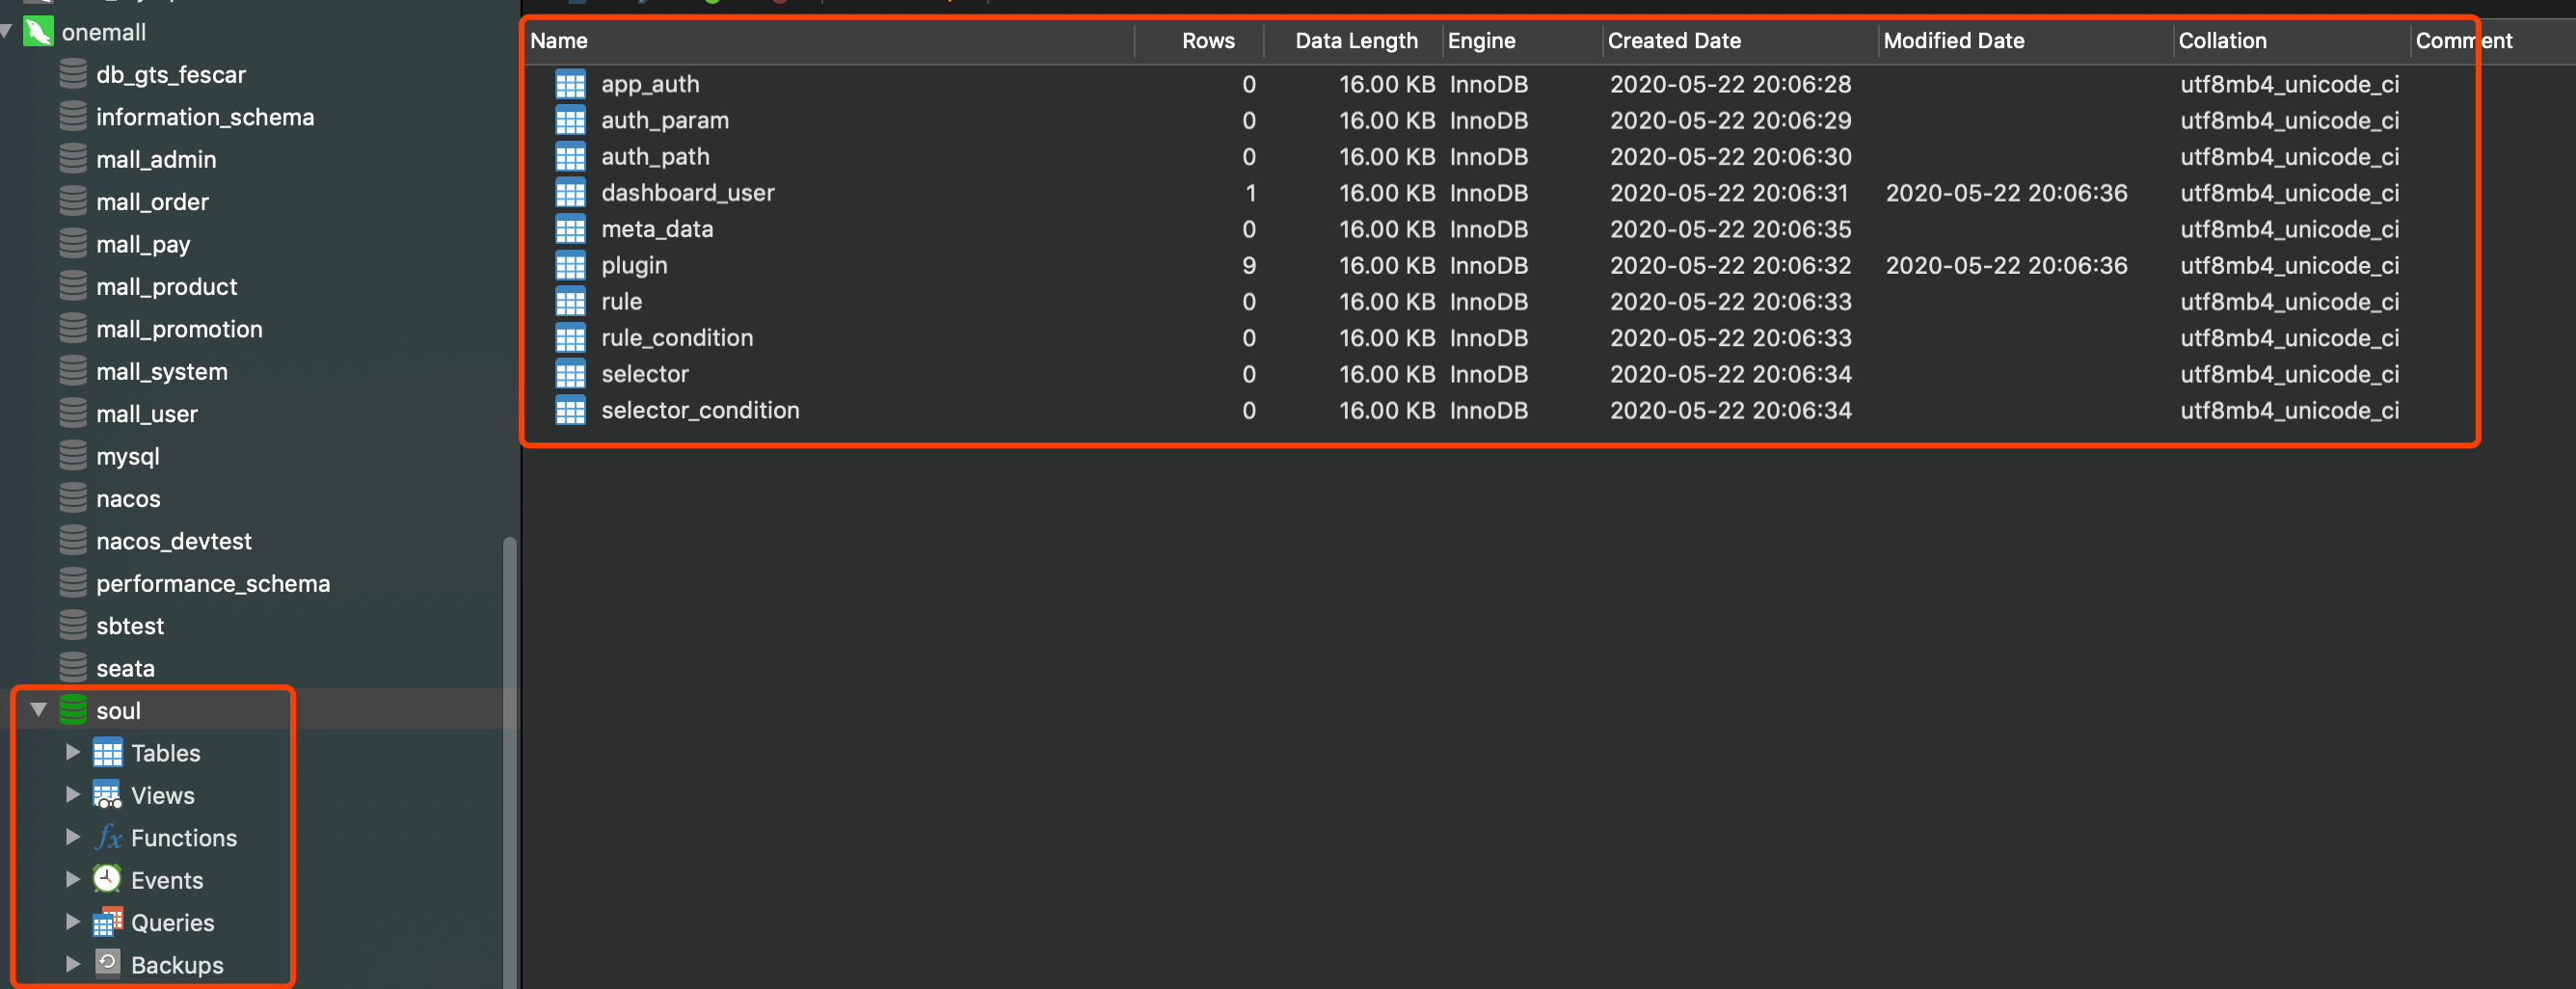 onemall
db_gts_fescar
information_schema
mall_admin
mall_order
mall_pay
mall_product
mall_promotion
mall_system
mall_user
mysql
nacos
nacos_devtest
performance_schema
sbtest
seata
soul
Tables
Views
fx Functions
Events
Queries
Backups
Name Rows Data Length Engine Created Date Modified Date Collation Comment
app_auth 0 16.00 KB InnoDB 2020-05-22 20:06:28 utf8mb4_unicode_ci
auth_param 0 16.00 KB InnoDB 2020-05-22 20:06:29 utf8mb4_unicode_ci
auth_path 0 16.00 KB InnoDB 2020-05-22 20:06:30 utf8mb4_unicode_ci
dashboard_user 1 16.00 KB InnoDB 2020-05-22 20:06:31 2020-05-22 20:06:36 utf8mb4_unicode_ci
meta_data 0 16.00 KB InnoDB 2020-05-22 20:06:35 utf8mb4_unicode_ci
plugin 9 16.00 KB InnoDB 2020-05-22 20:06:32 2020-05-22 20:06:36 utf8mb4_unicode_ci
rule 0 16.00 KB InnoDB 2020-05-22 20:06:33 utf8mb4_unicode_ci
rule_condition 0 16.00 KB InnoDB 2020-05-22 20:06:33 utf8mb4_unicode_ci
selector 0 16.00 KB InnoDB 2020-05-22 20:06:34 utf8mb4_unicode_ci
selector_condition 0 16.00 KB InnoDB 2020-05-22 20:06:34 utf8mb4_unicode_ci